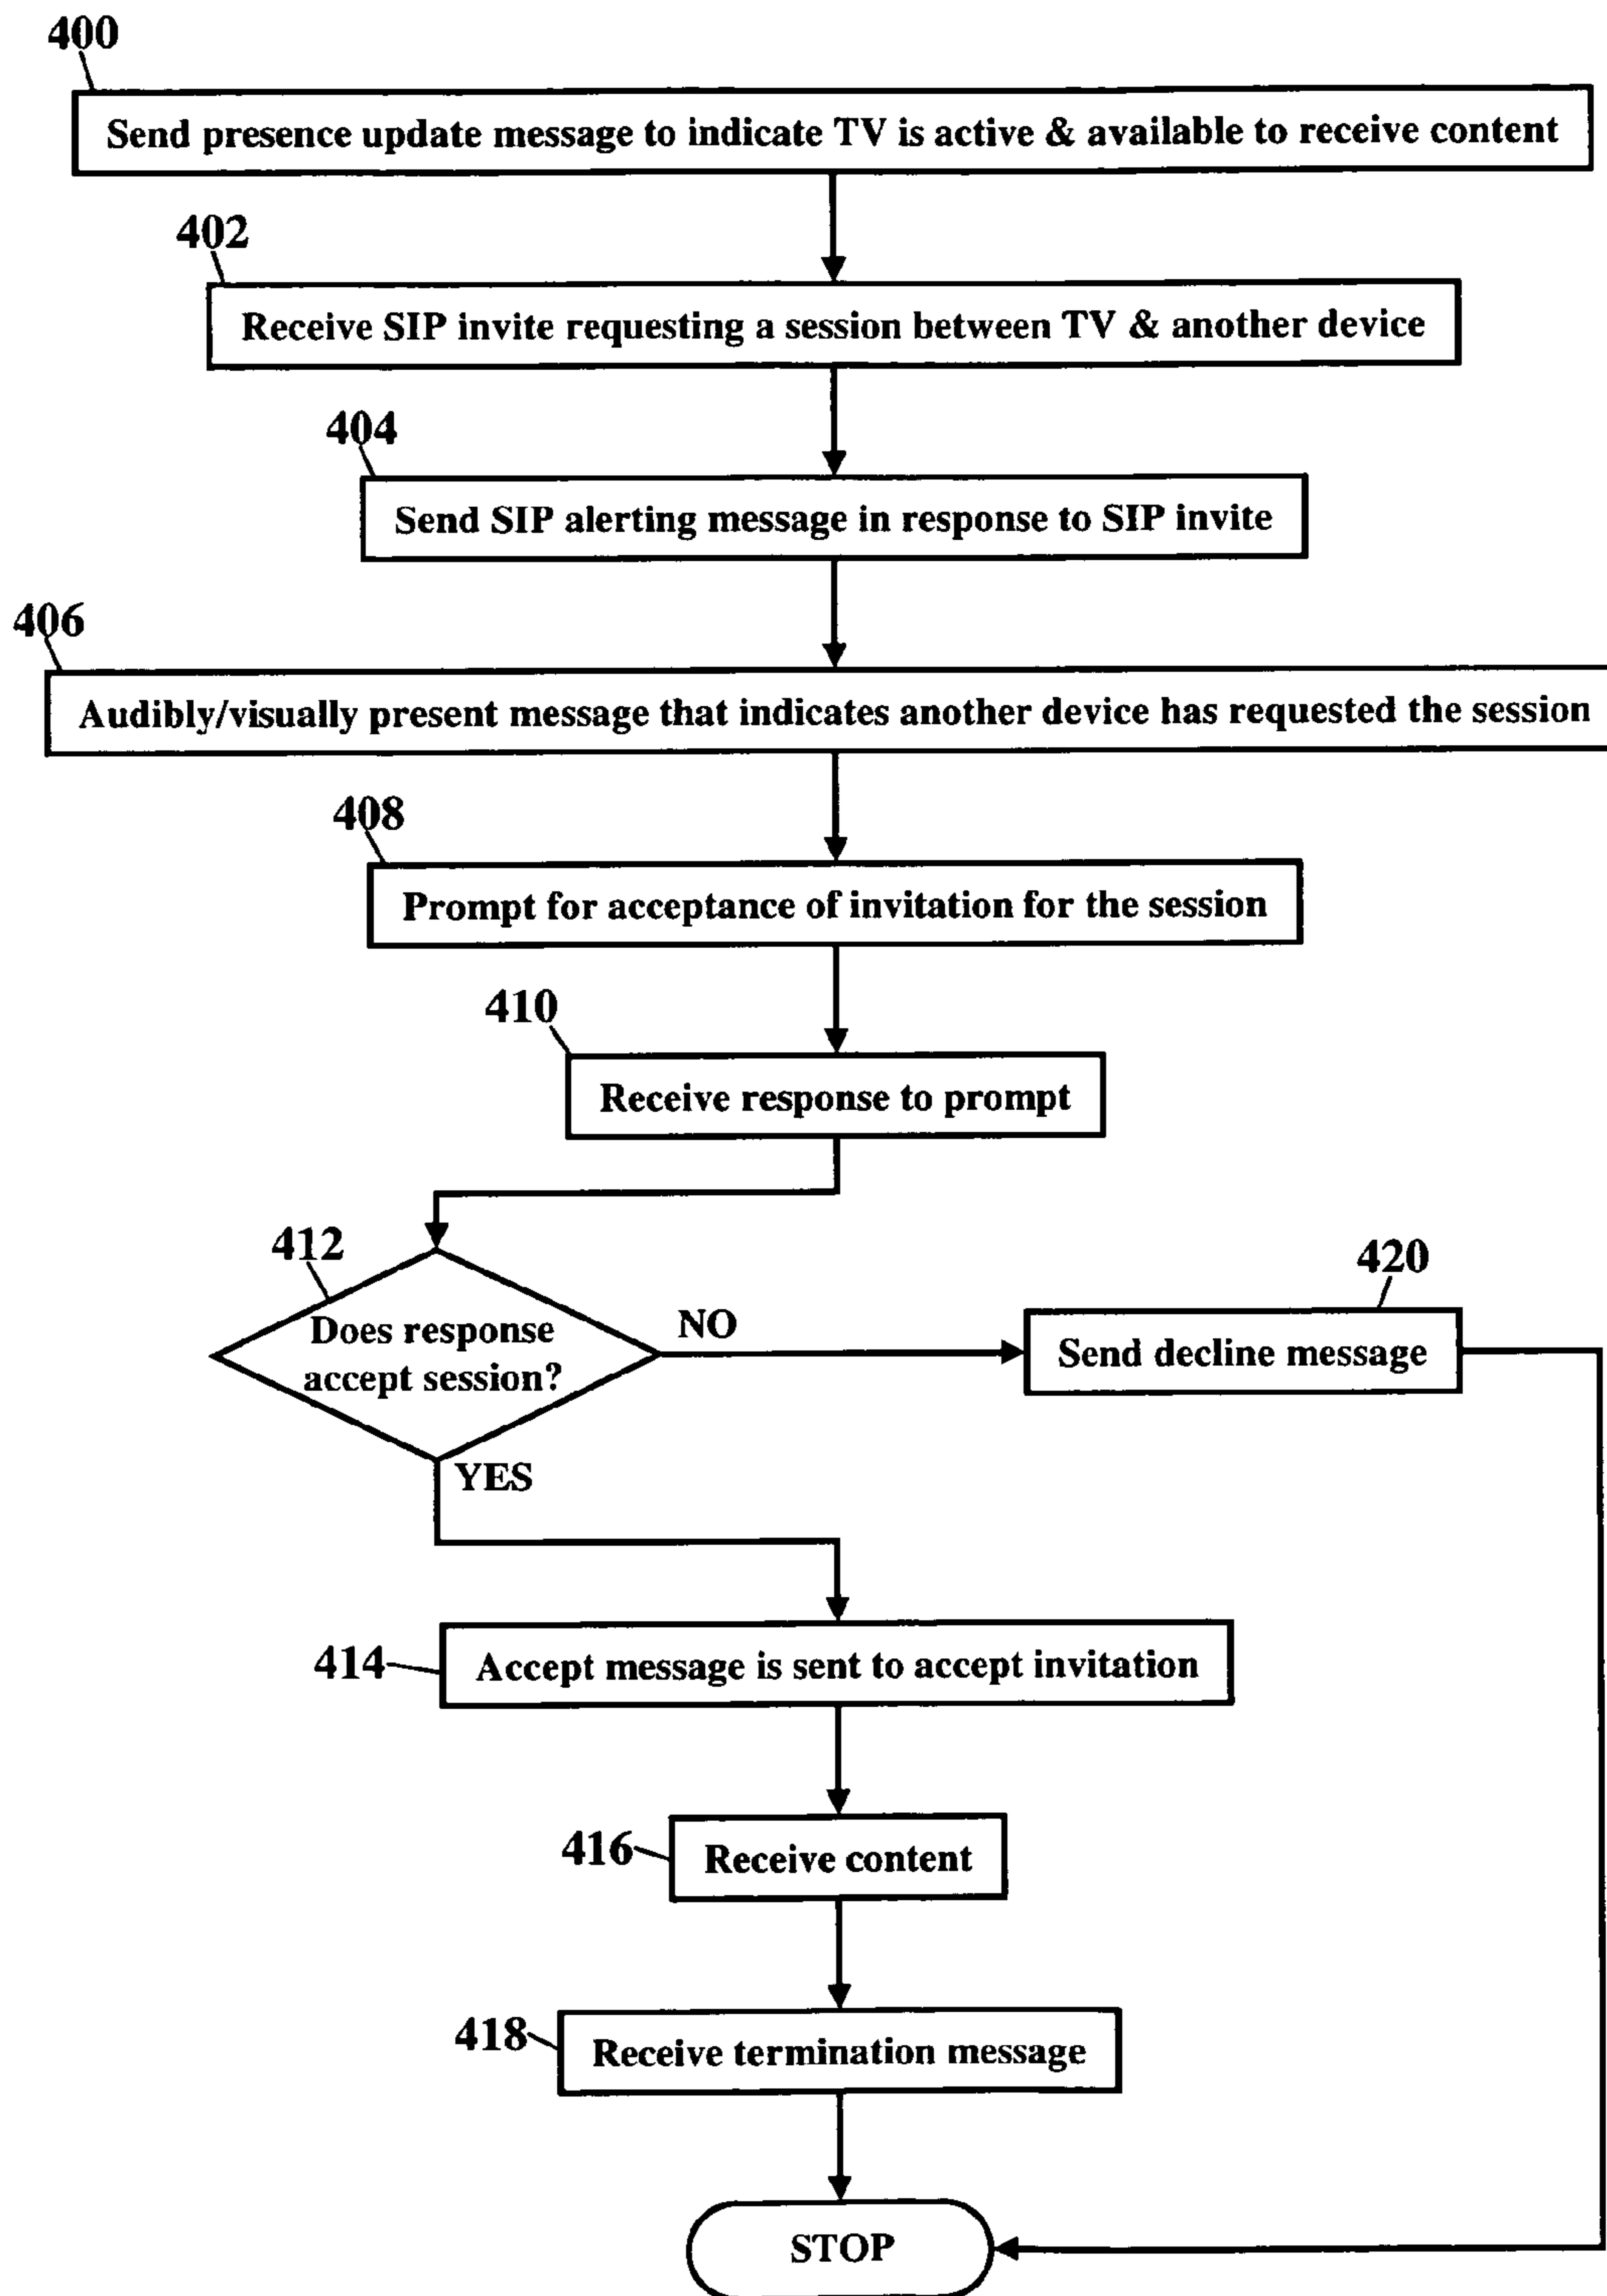 400
Send presence update message to indicate TV is active & available to receive content
402
Receive SIP invite requesting a session between TV & another device
404
Send SIP alerting message in response to SIP invite
406
Audibly/visually present message that indicates another device has requested the session
408
Prompt for acceptance of invitation for the session
410
Receive response to prompt
412
Does response
accept session?
NO
420
Send decline message
YES
414
Accept message is sent to accept invitation
416
Receive content
418
Receive termination message
STOP